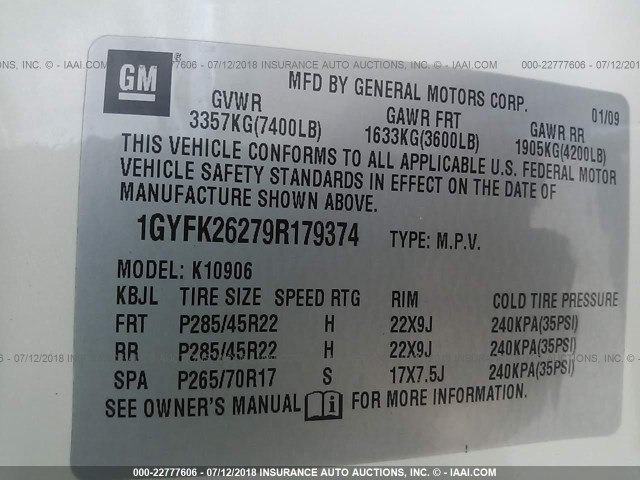 000-22777606 - 07/12/2018 INSURANCE AUTO AUCTIONS, INC. - IAAI.COM
GM
MFD BY GENERAL MOTORS CORP.
01/09
GVWR GAWR FRT GAWR RR
3357KG(7400LB) 1633KG(3600LB) 1905KG(4200LB)
THIS VEHICLE CONFORMS TO ALL APPLICABLE U.S. FEDERAL MOTOR
VEHICLE SAFETY STANDARDS IN EFFECT ON THE DATE OF
MANUFACTURE SHOWN ABOVE.
1GYFK26279R179374 TYPE: M.P.V.
MODEL: K10906
KBJL TIRE SIZE SPEED RTG RIM COLD TIRE PRESSURE
FRT P285/45R22 H 22X9J 240KPA(35PSI)
RR P285/45R22 H 22X9J 240KPA(35PSI)
SPA P265/70R17 S 17X7.5J 240KPA(35PSI)
SEE OWNER'S MANUAL i FOR MORE INFORMATION.
000-22777606 - 07/12/2018 INSURANCE AUTO AUCTIONS, INC. - IAAI.COM